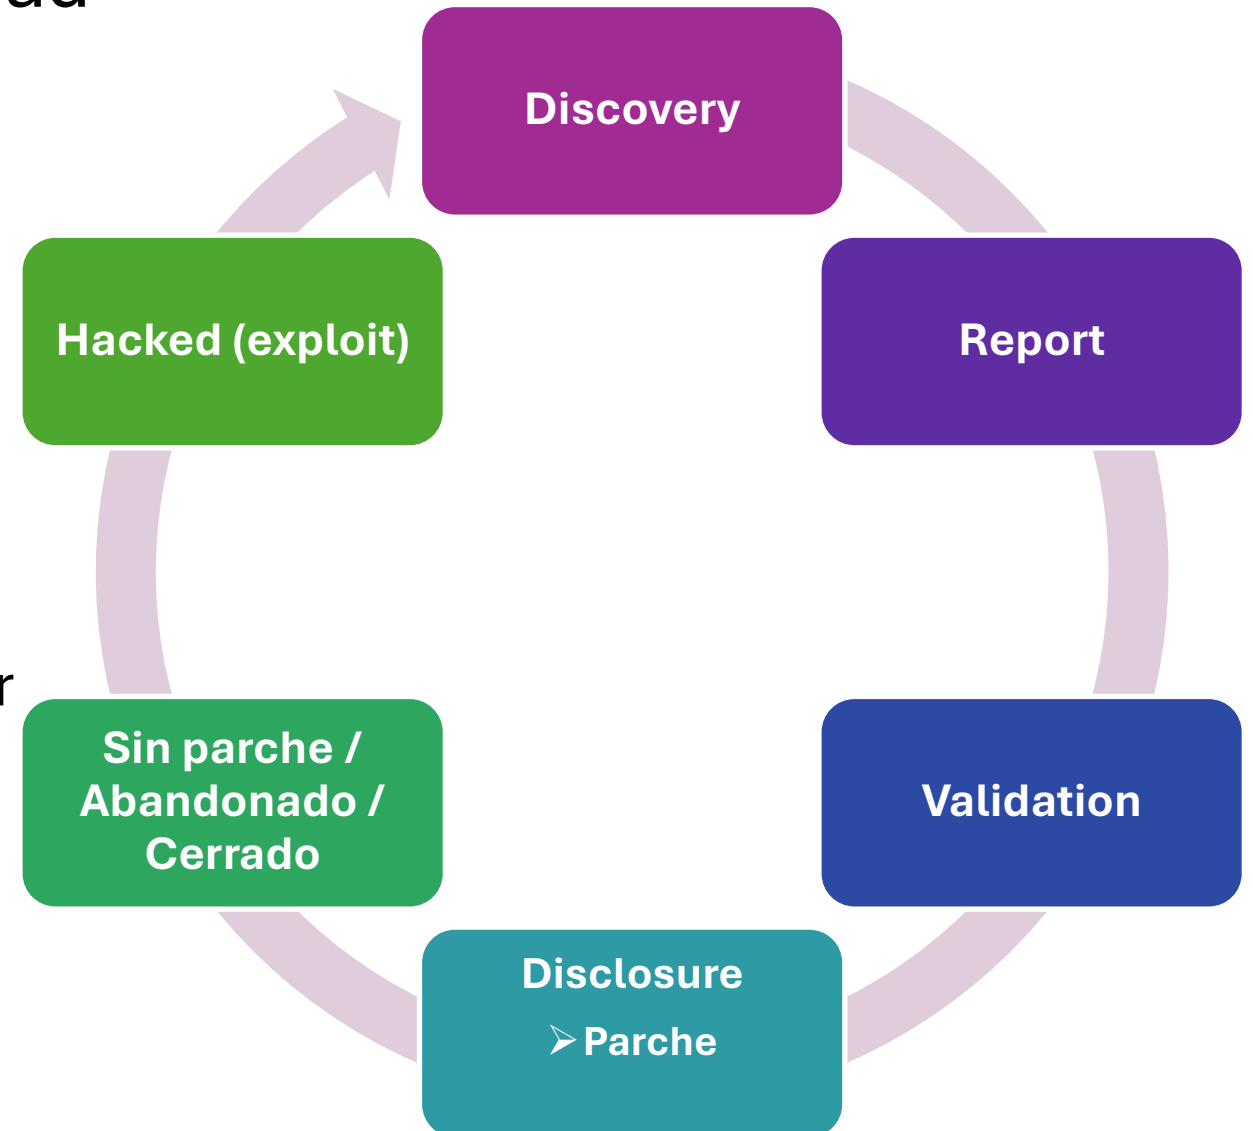 Discovery
Report
Validation
Disclosure
➢ Parche
Sin parche /
Abandonado /
Cerrado
Hacked (exploit)